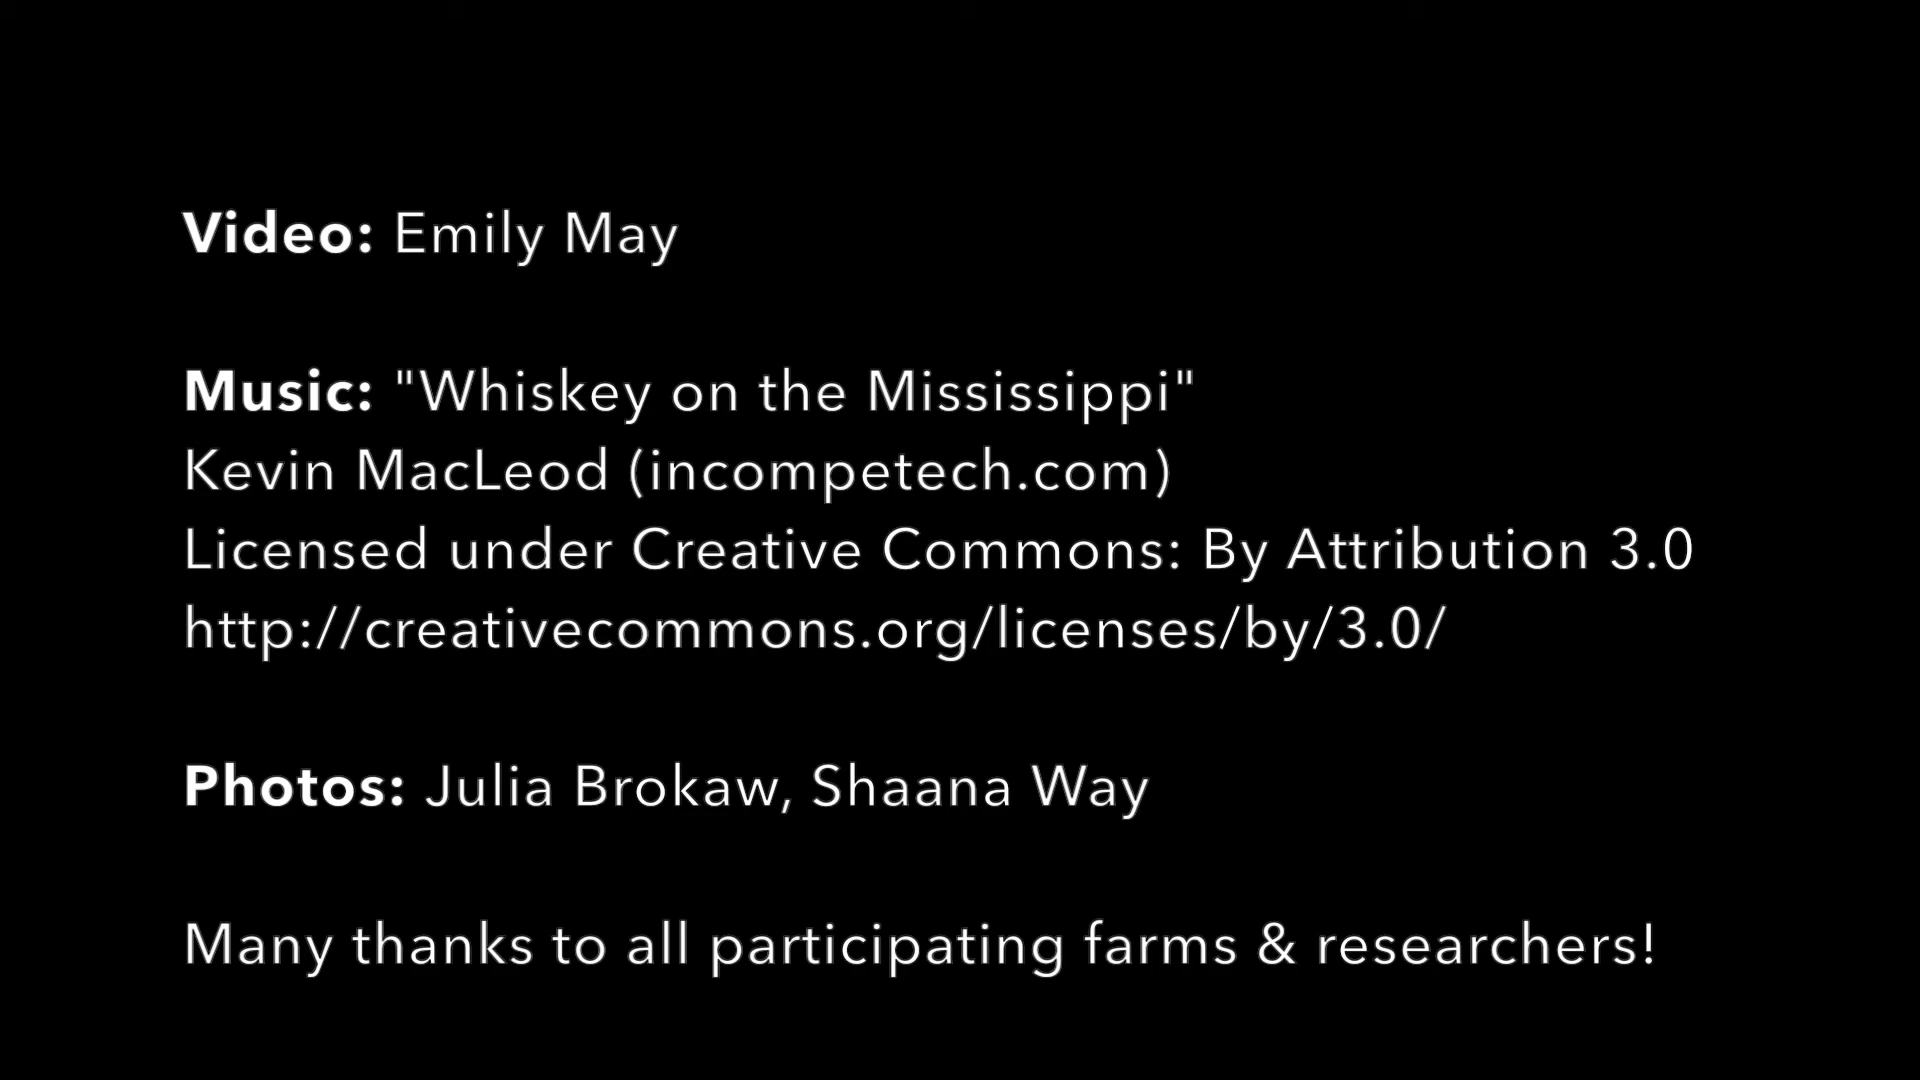 Video: Emily May
Music: "Whiskey on the Mississippi"
Kevin MacLeod (incompetech.com)
Licensed under Creative Commons: By Attribution 3.0
http://creativecommons.org/licenses/by/3.0/
Photos: Julia Brokaw, Shaana Way
Many thanks to all participating farms & researchers!